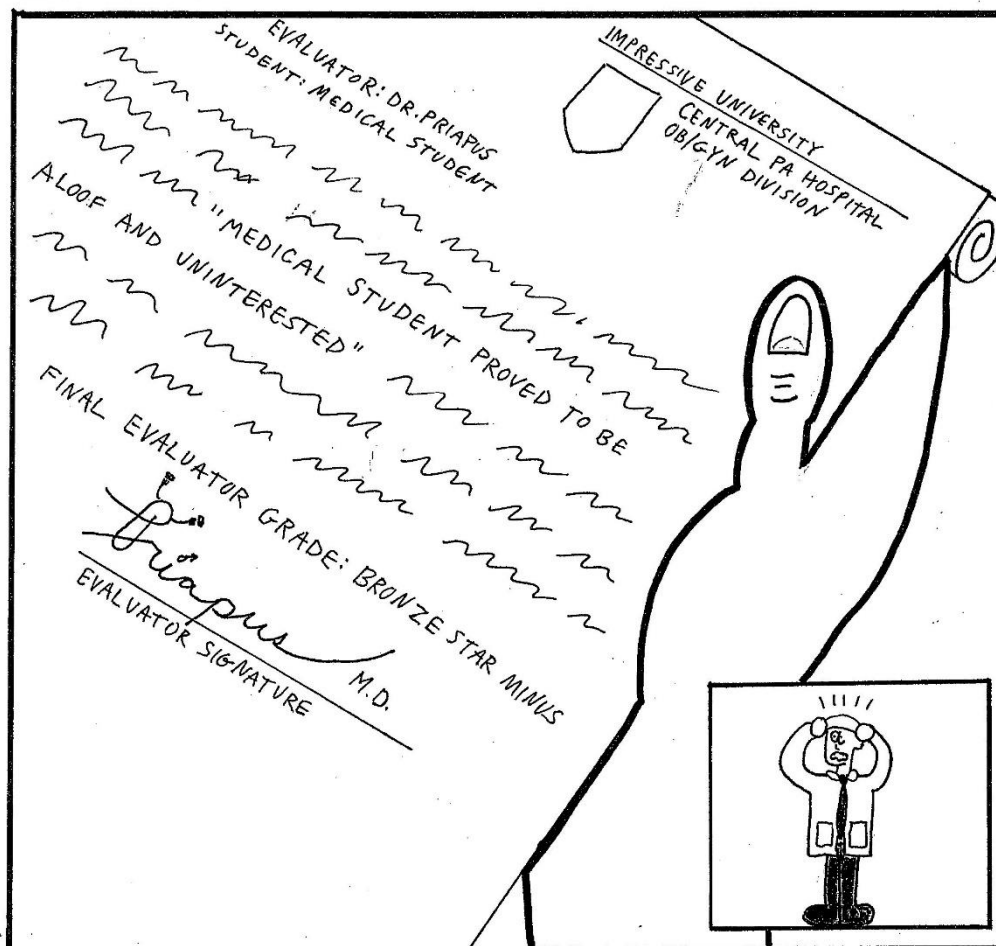 IMPRESSIVE UNIVERSITY
CENTRAL PA HOSPITAL
OB/GYN DIVISION
EVALUATOR: DR. PRIAPUS
STUDENT: MEDICAL STUDENT
"MEDICAL STUDENT PROVED TO BE
ALOOF AND UNINTERESTED"
FINAL EVALUATOR GRADE: BRONZE STAR MINUS
Priapus M.D.
EVALUATOR SIGNATURE